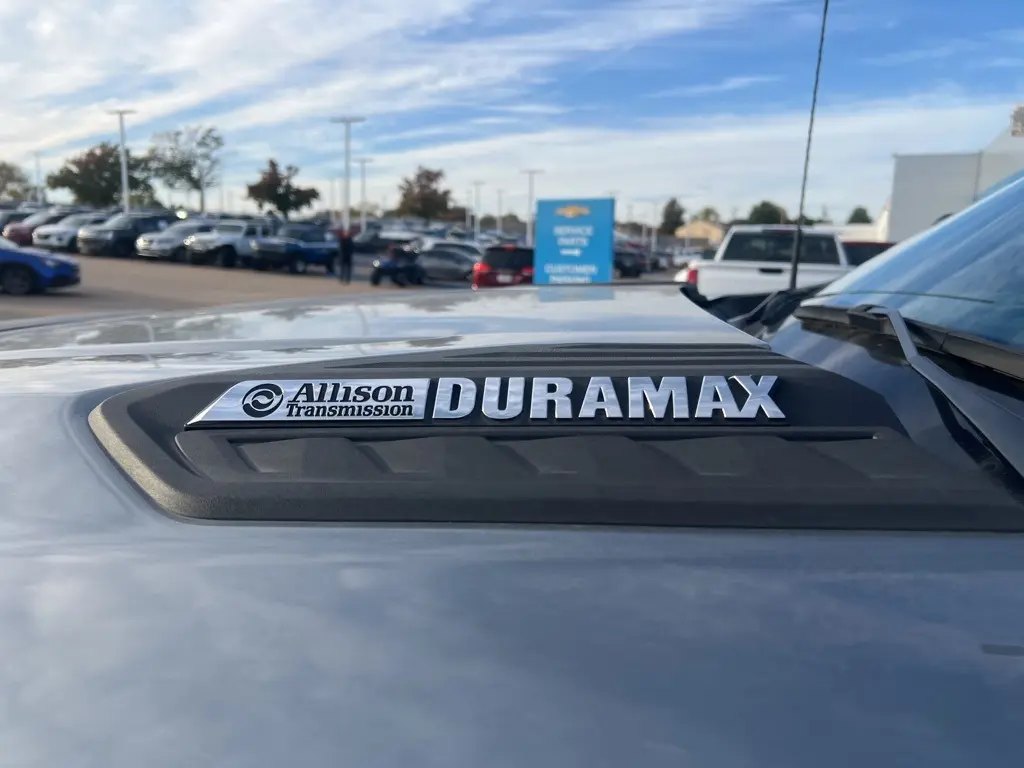 SERVICE
PARTS
CUSTOMER
PARKING
Allison
Transmission
DURAMAX